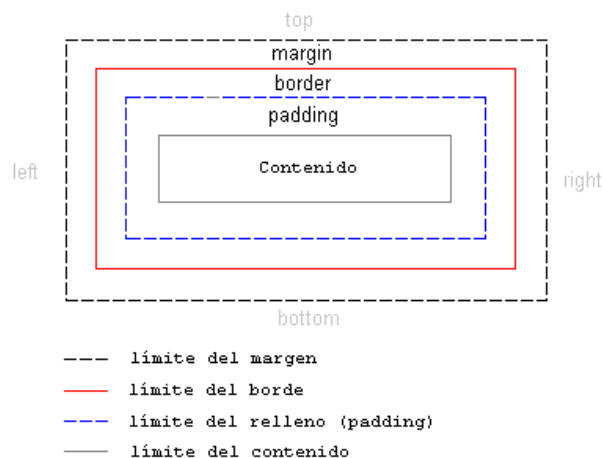 top
margin
border
padding
left
Contenido
right
bottom
límite del margen
límite del borde
límite del relleno (padding)
límite del contenido